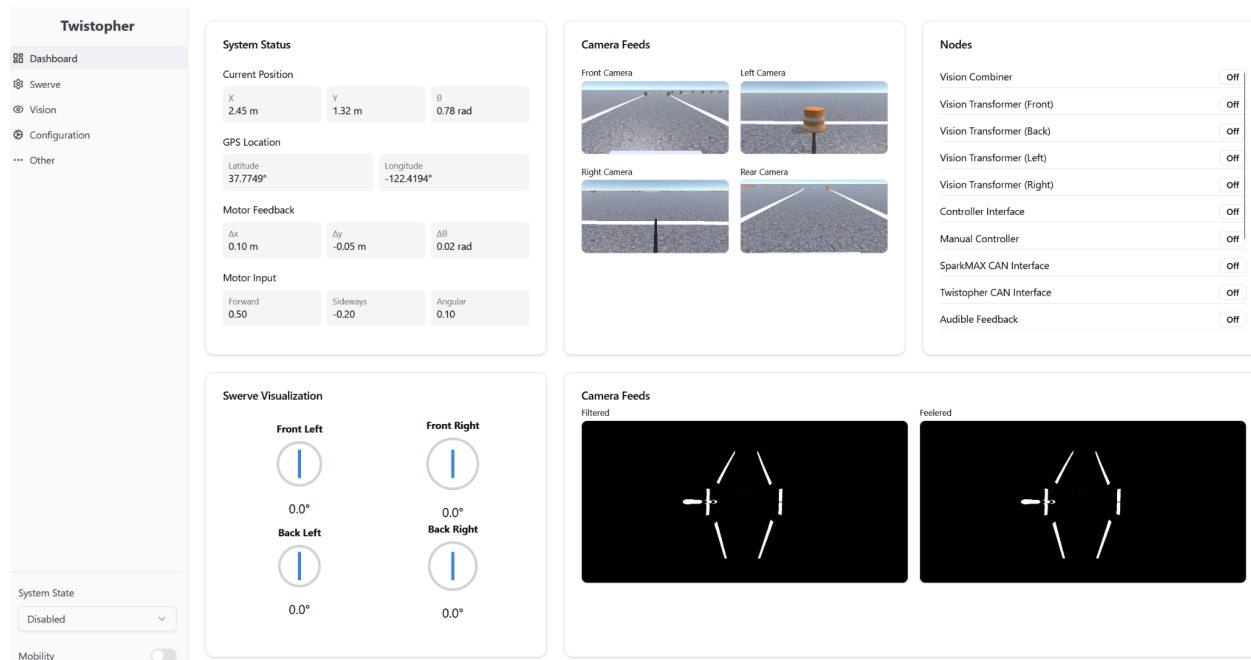 Twistopher
Dashboard
Swerve
Vision
Configuration
Other
System State
Disabled
Mobility
System Status
Current Position
X
2.45 m
Y
1.32 m
θ
0.78 rad
GPS Location
Latitude
37.7749°
Longitude
-122.4194°
Motor Feedback
Δx
0.10 m
Δy
-0.05 m
Δθ
0.02 rad
Motor Input
Forward
0.50
Sideways
-0.20
Angular
0.10
Camera Feeds
Front Camera
Left Camera
Right Camera
Rear Camera
Nodes
Vision Combiner Off
Vision Transformer (Front) Off
Vision Transformer (Back) Off
Vision Transformer (Left) Off
Vision Transformer (Right) Off
Controller Interface Off
Manual Controller Off
SparkMAX CAN Interface Off
Twistopher CAN Interface Off
Audible Feedback Off
Swerve Visualization
Front Left
0.0°
Front Right
0.0°
Back Left
0.0°
Back Right
0.0°
Camera Feeds
Filtered
Feelered